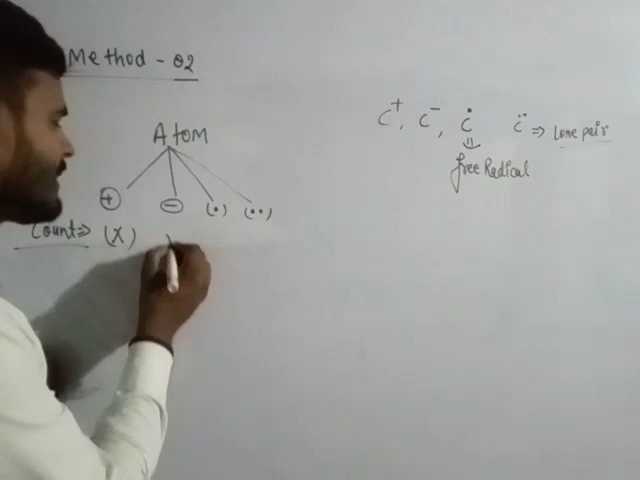 Method - 02
Atom
+ - (•) (••)
Count => (X)
C⁺, C⁻, Ċ C̈ => Lone pair
free Radical